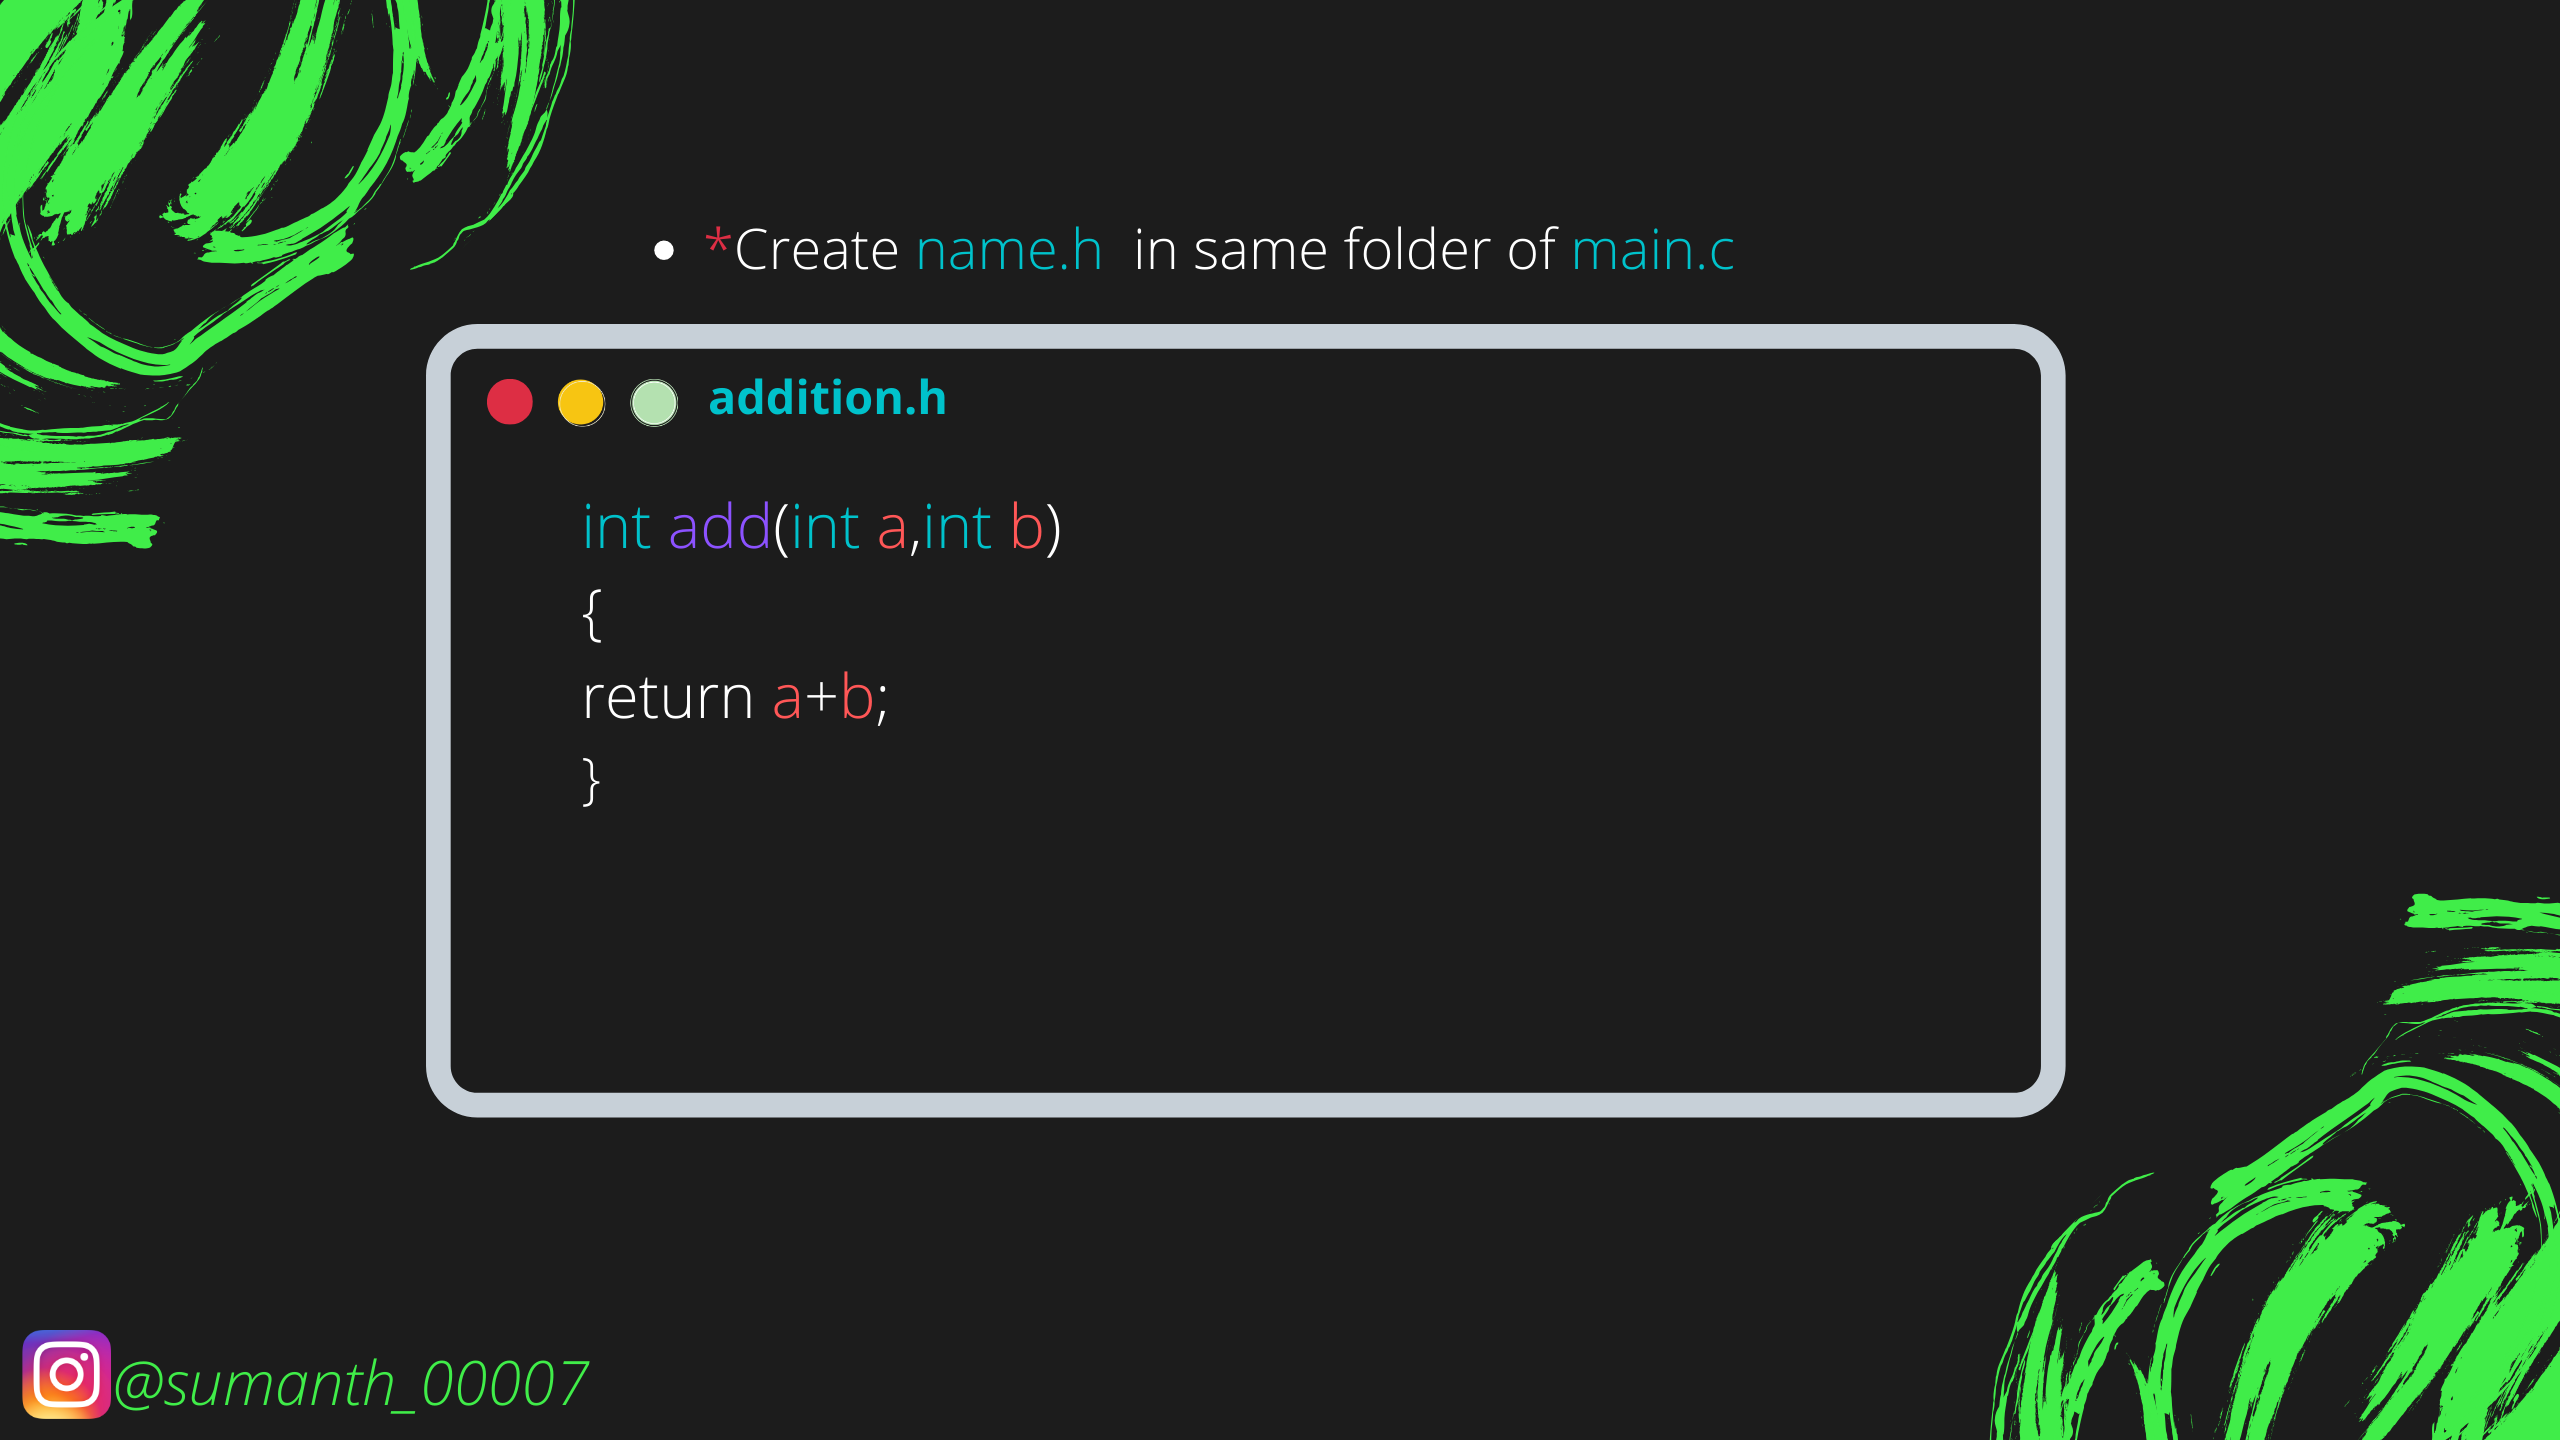 • *Create name.h  in same folder of main.c
addition.h
int add(int a,int b)
{
return a+b;
}
@sumanth_00007